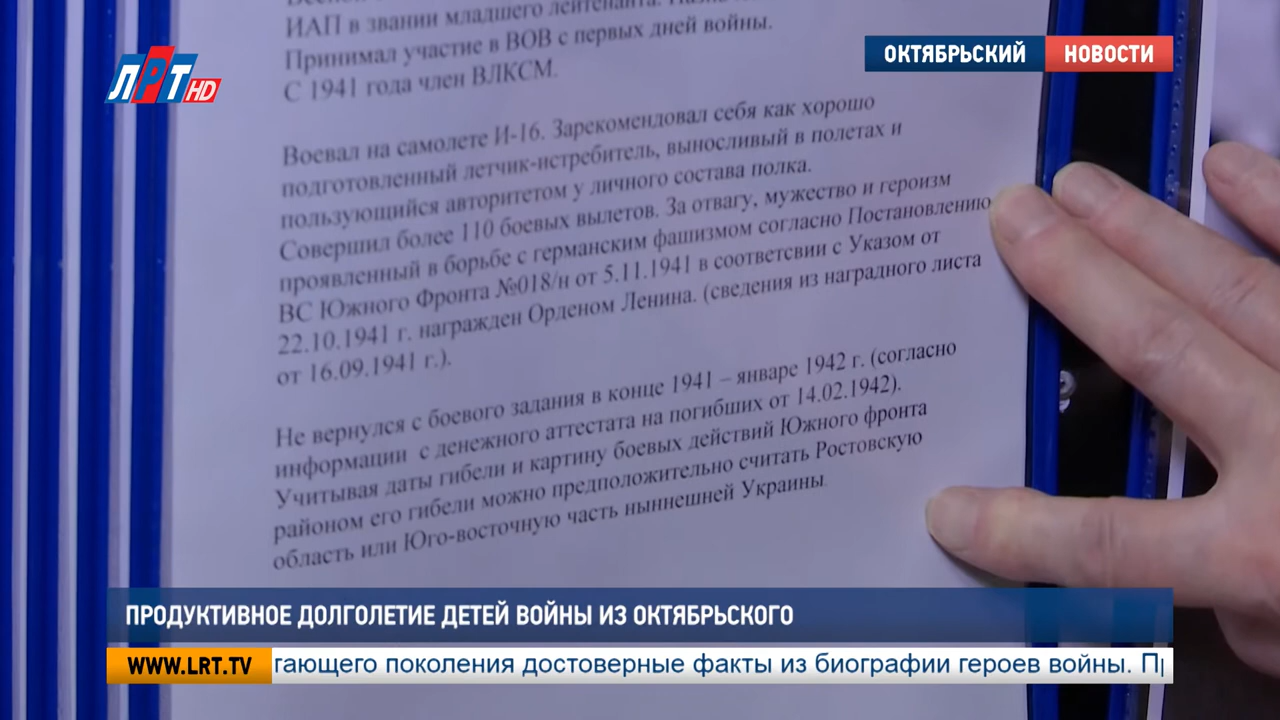 ИАП в звании младшего лейтенанта.
Принимал участие в ВОВ с первых дней войны.
С 1941 года член ВЛКСМ.
Воевал на самолете И-16. Зарекомендовал себя как хорошо
подготовленный летчик-истребитель, выносливый в полетах и
пользующийся авторитетом у личного состава полка.
Совершил более 110 боевых вылетов. За отвагу, мужество и героизм
проявленный в борьбе с германским фашизмом согласно Постановлению
ВС Южного Фронта №018/н от 5.11.1941 в соответсвии с Указом от
22.10.1941 г. награжден Орденом Ленина. (сведения из наградного листа
от 16.09.1941 г.).
Не вернулся с боевого задания в конце 1941 – январе 1942 г. (согласно
информации с денежного аттестата на погибших от 14.02.1942).
Учитывая даты гибели и картину боевых действий Южного фронта
районом его гибели можно предположительно считать Ростовскую
область или Юго-восточную часть ныннешней Украины.
ЛРТ HD
ОКТЯБРЬСКИЙ НОВОСТИ
ПРОДУКТИВНОЕ ДОЛГОЛЕТИЕ ДЕТЕЙ ВОЙНЫ ИЗ ОКТЯБРЬСКОГО
WWW.LRT.TV
тающего поколения достоверные факты из биографии героев войны. П